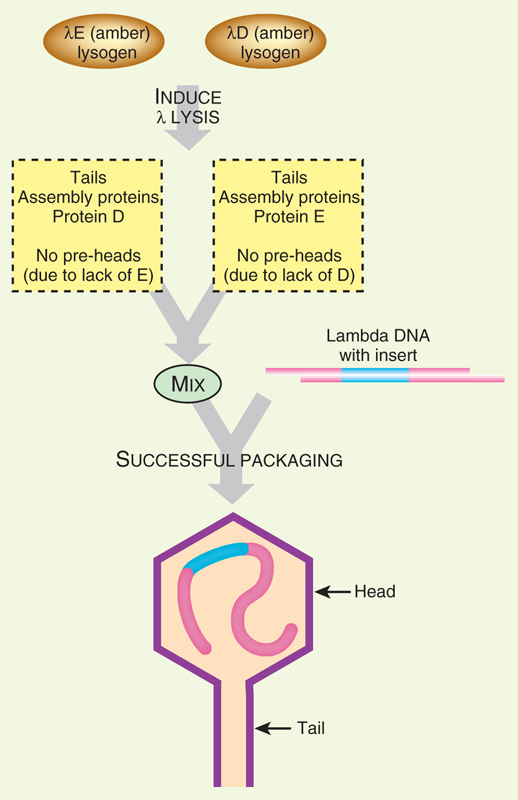 λE (amber)
lysogen
λD (amber)
lysogen
INDUCE
λ LYSIS
Tails
Assembly proteins
Protein D
No pre-heads
(due to lack of E)
Tails
Assembly proteins
Protein E
No pre-heads
(due to lack of D)
Lambda DNA
with insert
MIX
SUCCESSFUL PACKAGING
Head
Tail